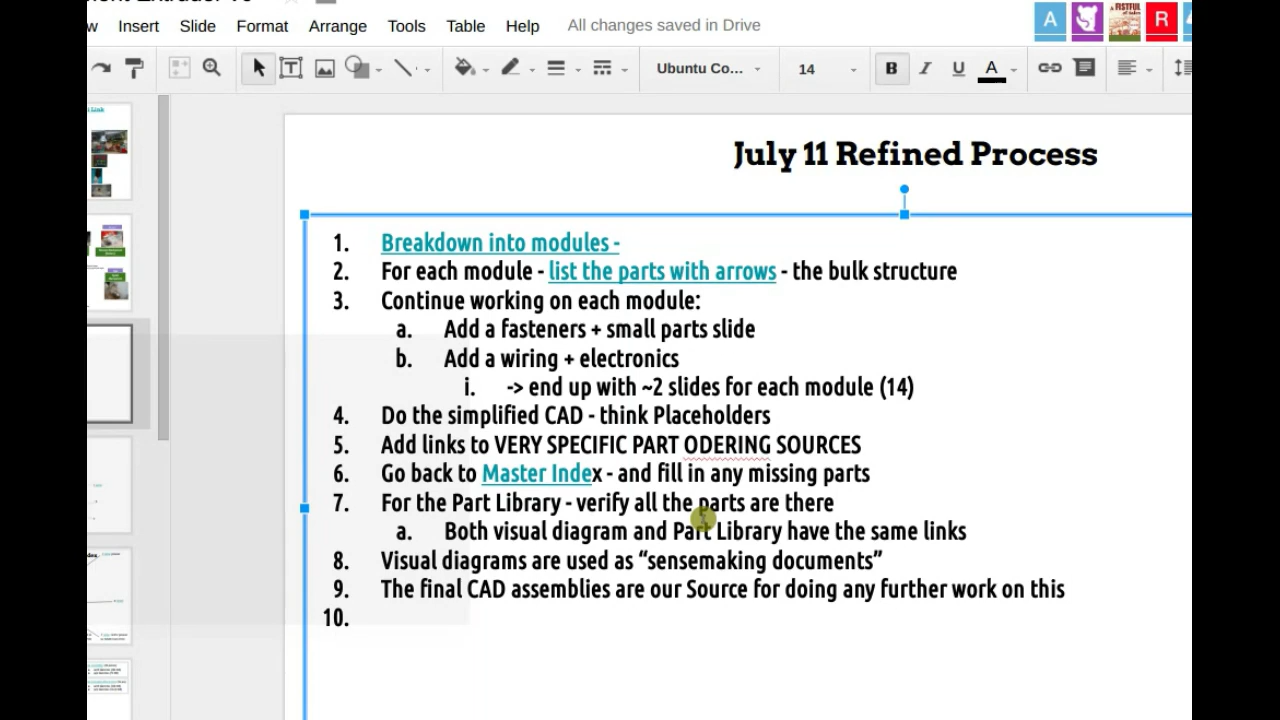 Insert Slide Format Arrange Tools Table Help All changes saved in Drive
A R
Ubuntu Co... 14 B I U A
July 11 Refined Process
1. Breakdown into modules -
2. For each module - list the parts with arrows - the bulk structure
3. Continue working on each module:
a. Add a fasteners + small parts slide
b. Add a wiring + electronics
i. -> end up with ~2 slides for each module (14)
4. Do the simplified CAD - think Placeholders
5. Add links to VERY SPECIFIC PART ODERING SOURCES
6. Go back to Master Index - and fill in any missing parts
7. For the Part Library - verify all the parts are there
a. Both visual diagram and Part Library have the same links
8. Visual diagrams are used as “sensemaking documents”
9. The final CAD assemblies are our Source for doing any further work on this
10.